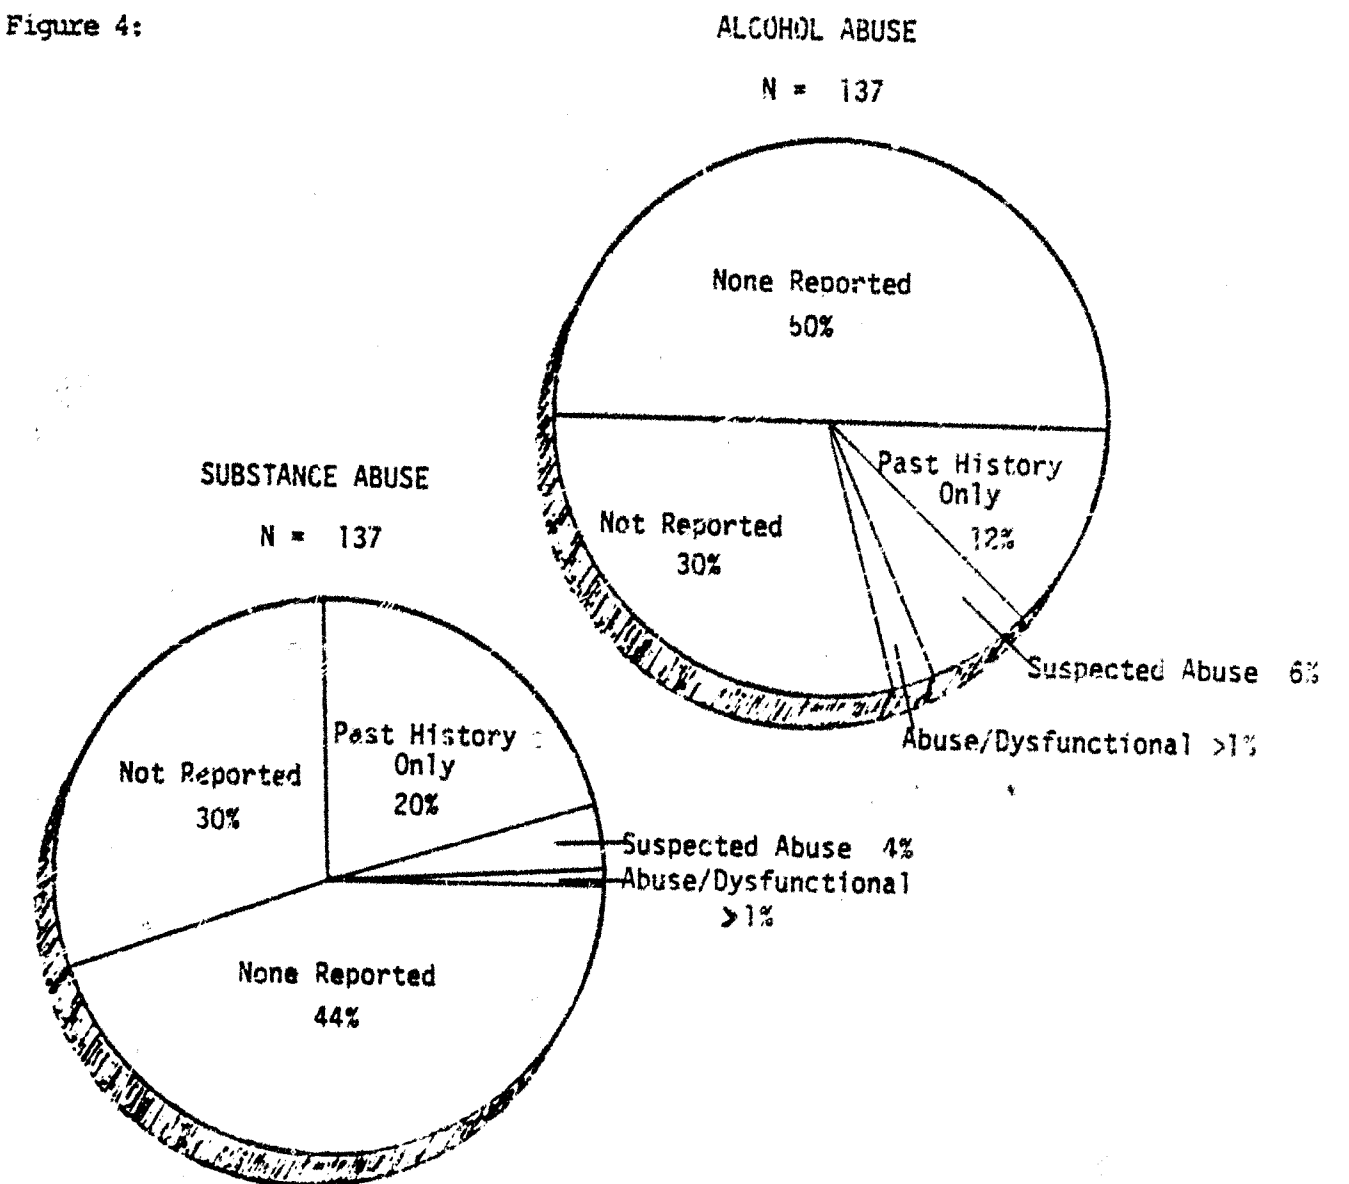 Figure 4:
ALCOHOL ABUSE
N = 137
None Reported
50%
Past History
Only
12%
Not Reported
30%
Suspected Abuse 6%
Abuse/Dysfunctional >1%
SUBSTANCE ABUSE
N = 137
Past History
Only
20%
Not Reported
30%
Suspected Abuse 4%
Abuse/Dysfunctional
>1%
None Reported
44%